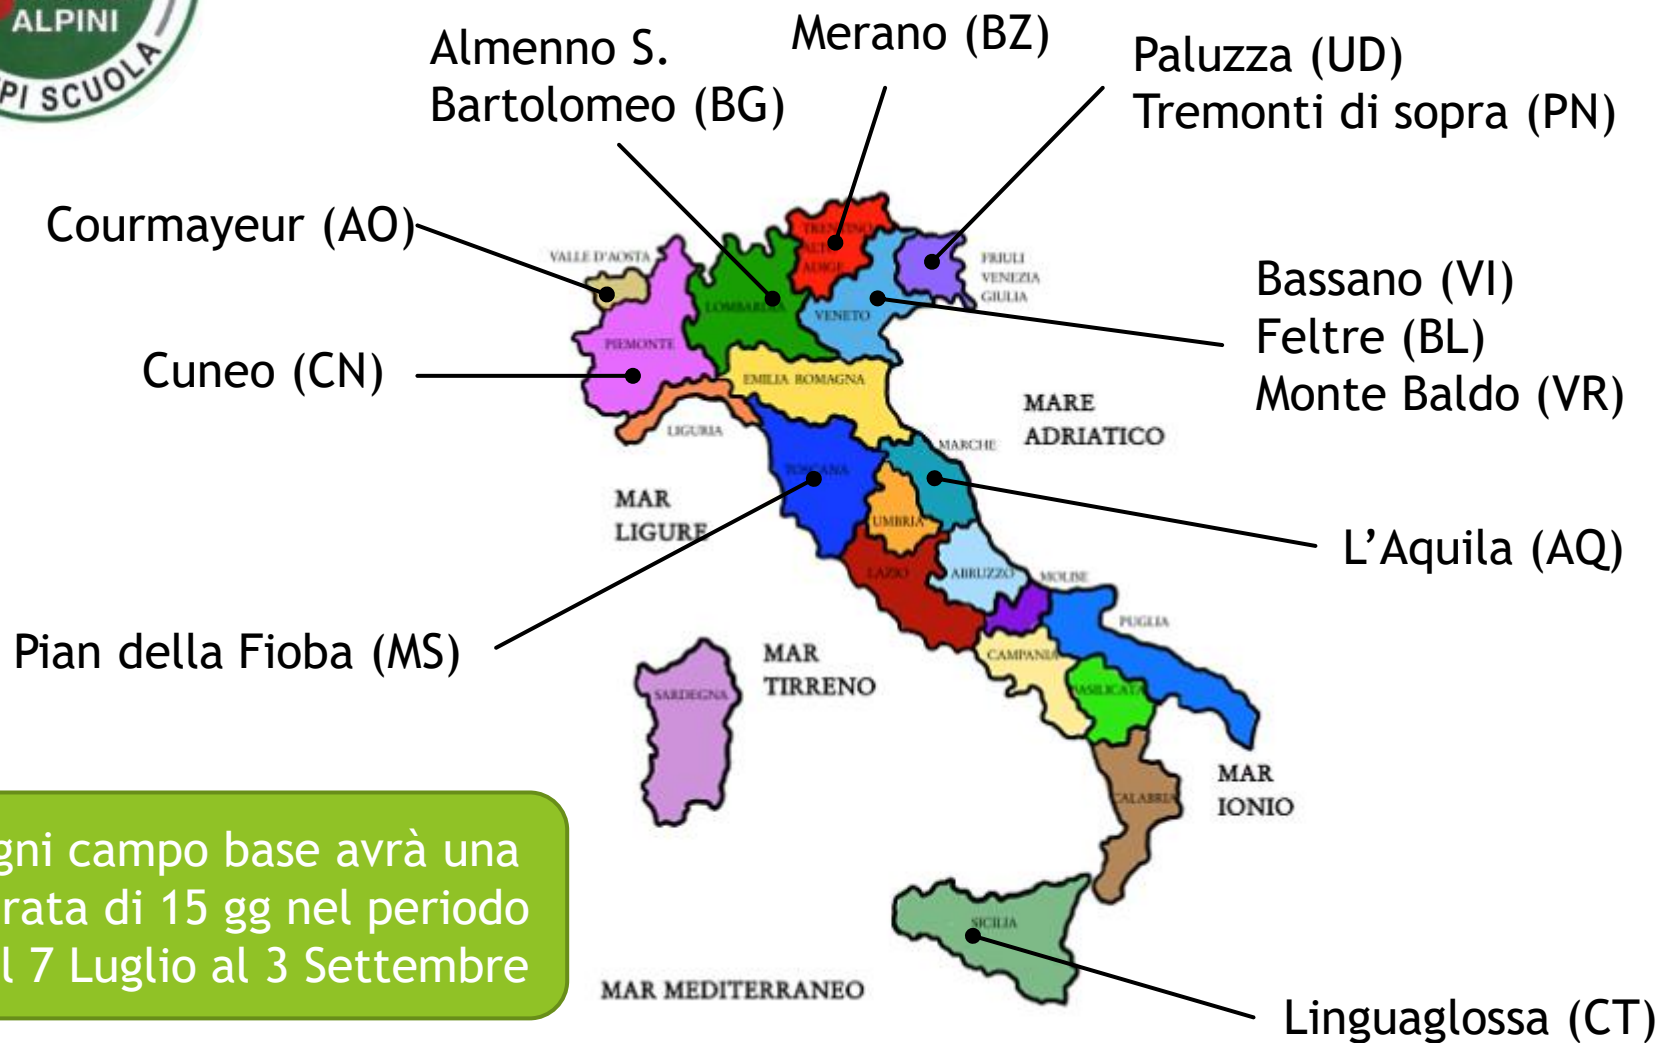 ALPINI
PI SCUOLA
Almenno S.
Bartolomeo (BG)
Merano (BZ)
Paluzza (UD)
Tremonti di sopra (PN)
Courmayeur (AO)
Cuneo (CN)
Bassano (VI)
Feltre (BL)
Monte Baldo (VR)
L’Aquila (AQ)
Pian della Fioba (MS)
Linguaglossa (CT)
VALLE D'AOSTA
TRENTINO
ALTO
ADIGE
FRIULI
VENEZIA
GIULIA
LOMBARDIA
VENETO
PIEMONTE
EMILIA ROMAGNA
LIGURIA
MARE
ADRIATICO
MARCHE
TOSCANA
MAR
LIGURE
UMBRIA
LAZIO
ABRUZZO
MOLISE
PUGLIA
CAMPANIA
BASILICATA
SARDEGNA
MAR
TIRRENO
MAR
IONIO
CALABRIA
SICILIA
MAR MEDITERRANEO
gni campo base avrà una
rata di 15 gg nel periodo
l 7 Luglio al 3 Settembre